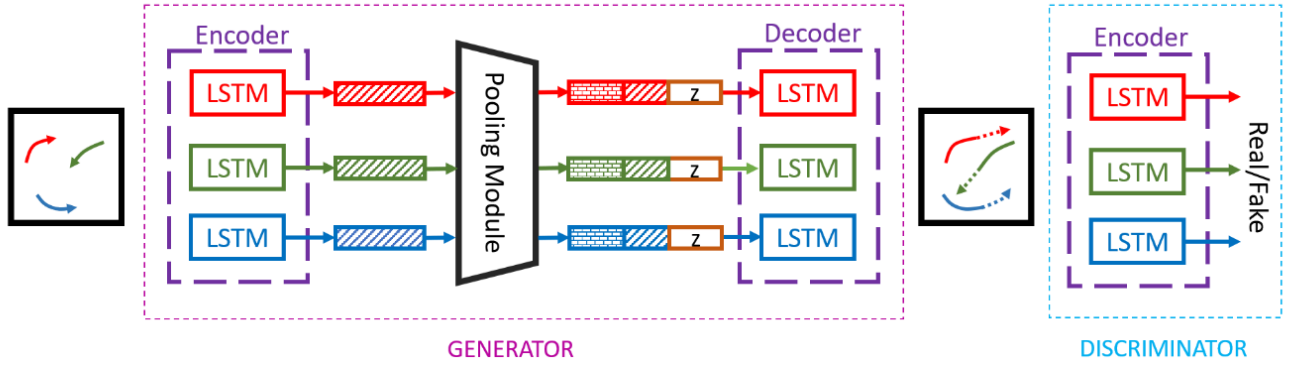 Encoder
LSTM
LSTM
LSTM
Pooling Module
z
z
z
Decoder
LSTM
LSTM
LSTM
GENERATOR
Encoder
LSTM
LSTM
LSTM
Real/Fake
DISCRIMINATOR